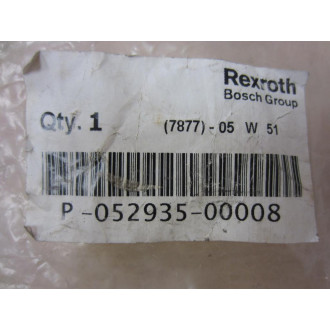 Rexroth
Bosch Group
Qty. 1 (7877) - 05 W 51
P-052935-00008